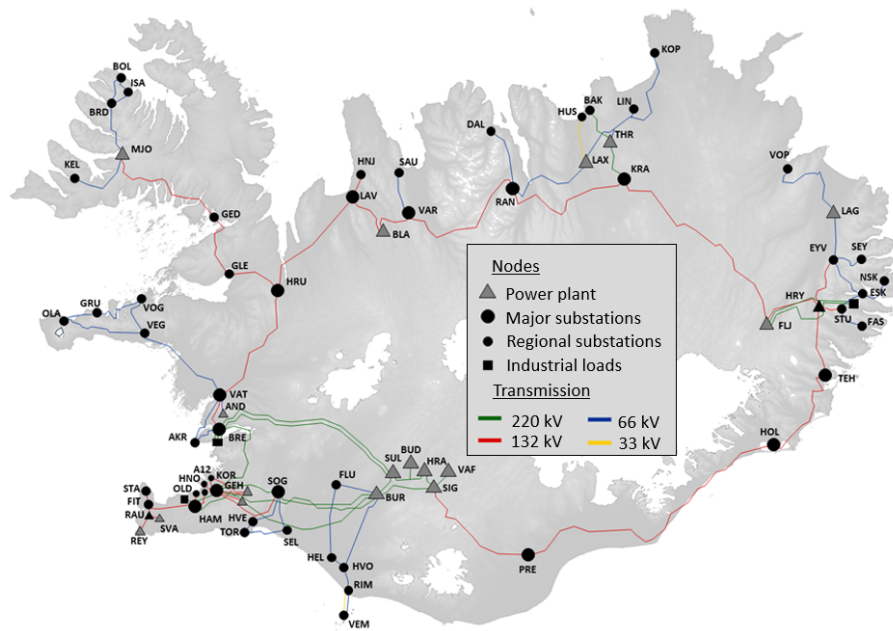 KOP
BOL
ISA
BRD
BAK
LIN
HUS
DAL
THR
MJO
LAX
HNJ
SAU
VOP
KEL
KRA
LAV
RAN
VAR
GED
LAG
BLA
EYV
SEY
GLE
NSK
HRU
ESK
HRY
OLA
GRU
VOG
STU
FLJ
FAS
VEG
TEH
VAT
AND
HOL
AKR
BRE
BUD
SUL
HRA
VAF
A12
KOR
HNO
GEH
SOG
FLU
SIG
BUR
STA
OLD
FIT
RAU
SVA
HAM
HVE
REY
TOR
SEL
HEL
HVO
PRE
RIM
VEM
Nodes
Power plant
Major substations
Regional substations
Industrial loads
Transmission
220 kV
66 kV
132 kV
33 kV